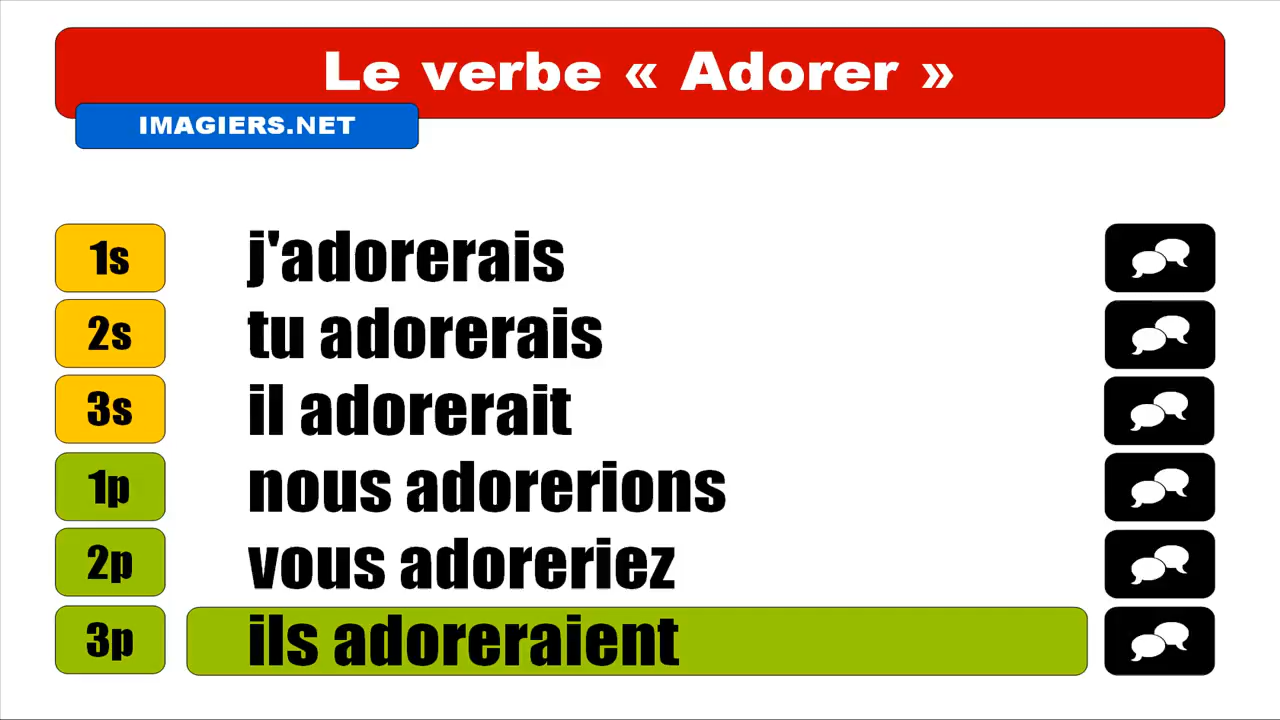 Le verbe « Adorer »
IMAGIERS.NET
1s j'adorerais
2s tu adorerais
3s il adorerait
1p nous adorerions
2p vous adoreriez
3p ils adoreraient